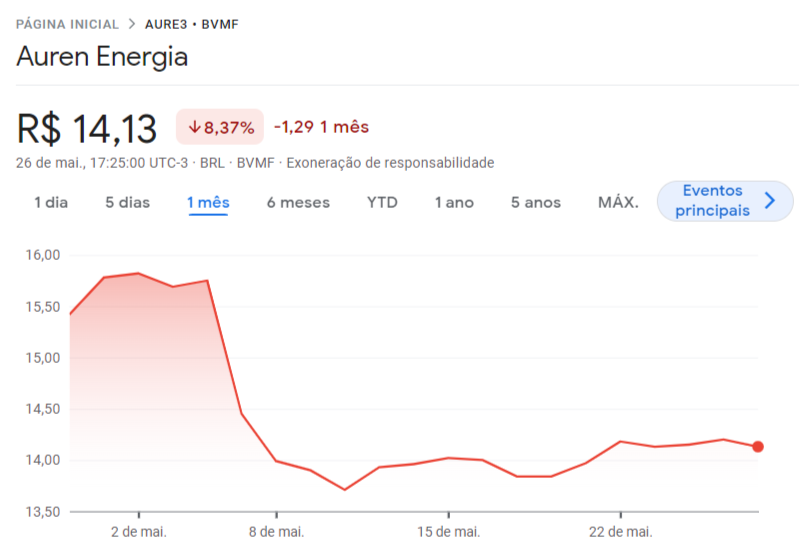 PÁGINA INICIAL > AURE3 • BVMF
Auren Energia
R$ 14,13 ↓8,37% -1,29 1 mês
26 de mai., 17:25:00 UTC-3 · BRL · BVMF · Exoneração de responsabilidade
1 dia 5 dias 1 mês 6 meses YTD 1 ano 5 anos MÁX. Eventos
principais
16,00
15,50
15,00
14,50
14,00
13,50
2 de mai. 8 de mai. 15 de mai. 22 de mai.